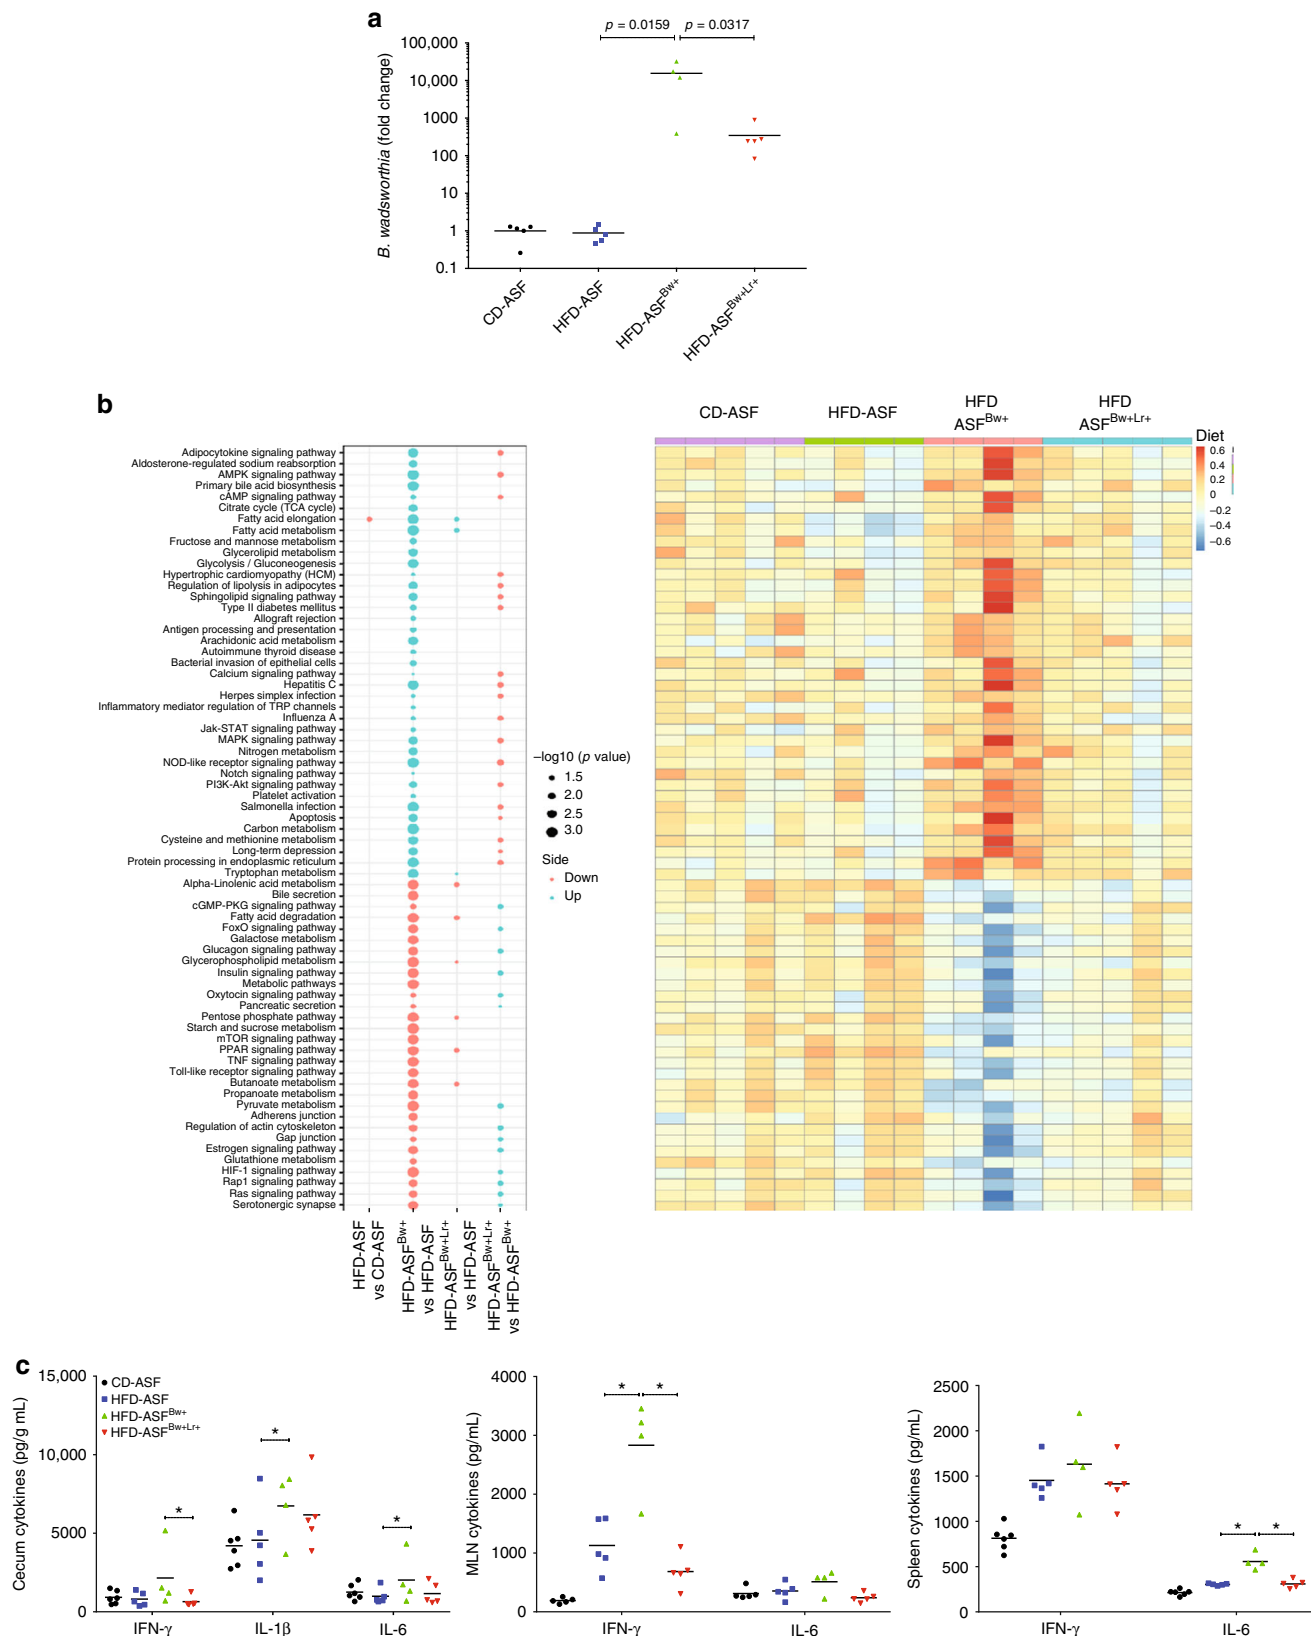 a
p = 0.0159
p = 0.0317
B. wadsworthia (fold change)
100,000
10,000
1000
100
10
1
0.1
CD-ASF
HFD-ASF
HFD-ASFBw+
HFD-ASFBw+Lr+
b
Adipocytokine signaling pathway
Aldosterone-regulated sodium reabsorption
AMPK signaling pathway
Primary bile acid biosynthesis
cAMP signaling pathway
Citrate cycle (TCA cycle)
Fatty acid elongation
Fatty acid metabolism
Fructose and mannose metabolism
Glycerolipid metabolism
Glycolysis / Gluconeogenesis
Hypertrophic cardiomyopathy (HCM)
Regulation of lipolysis in adipocytes
Sphingolipid signaling pathway
Type II diabetes mellitus
Allograft rejection
Antigen processing and presentation
Arachidonic acid metabolism
Autoimmune thyroid disease
Bacterial invasion of epithelial cells
Calcium signaling pathway
Hepatitis C
Herpes simplex infection
Inflammatory mediator regulation of TRP channels
Influenza A
Jak-STAT signaling pathway
MAPK signaling pathway
Nitrogen metabolism
NOD-like receptor signaling pathway
Notch signaling pathway
PI3K-Akt signaling pathway
Platelet activation
Salmonella infection
Apoptosis
Carbon metabolism
Cysteine and methionine metabolism
Long-term depression
Protein processing in endoplasmic reticulum
Tryptophan metabolism
Alpha-Linolenic acid metabolism
Bile secretion
cGMP-PKG signaling pathway
Fatty acid degradation
FoxO signaling pathway
Galactose metabolism
Glucagon signaling pathway
Glycerophospholipid metabolism
Insulin signaling pathway
Metabolic pathways
Oxytocin signaling pathway
Pancreatic secretion
Pentose phosphate pathway
Starch and sucrose metabolism
mTOR signaling pathway
PPAR signaling pathway
TNF signaling pathway
Toll-like receptor signaling pathway
Butanoate metabolism
Propanoate metabolism
Pyruvate metabolism
Adherens junction
Regulation of actin cytoskeleton
Gap junction
Estrogen signaling pathway
Glutathione metabolism
HIF-1 signaling pathway
Rap1 signaling pathway
Ras signaling pathway
Serotonergic synapse
HFD-ASF
vs CD-ASF
HFD-ASFBw+
vs HFD-ASF
HFD-ASFBw+Lr+
vs HFD-ASF
HFD-ASFBw+Lr+
vs HFD-ASFBw+
–log10 (p value)
1.5
2.0
2.5
3.0
Side
Down
Up
CD-ASF
HFD-ASF
HFD
ASFBw+
HFD
ASFBw+Lr+
Diet
0.6
0.4
0.2
0
−0.2
−0.4
−0.6
c
Cecum cytokines (pg/g mL)
15,000
10,000
5000
0
CD-ASF
HFD-ASF
HFD-ASFBw+
HFD-ASFBw+Lr+
*
*
*
IFN-γ
IL-1β
IL-6
MLN cytokines (pg/mL)
4000
3000
2000
1000
0
*
*
IFN-γ
IL-6
Spleen cytokines (pg/mL)
2500
2000
1500
1000
500
0
*
*
IFN-γ
IL-6